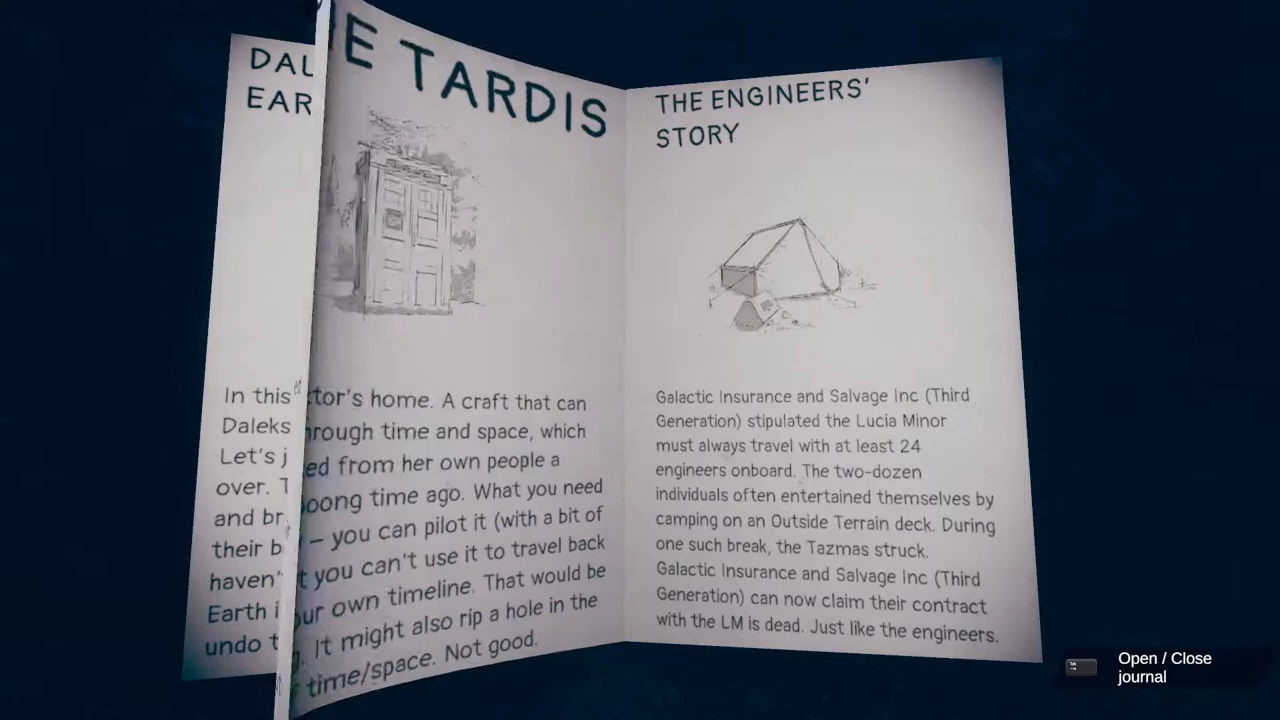 DAL
EAR
In this
Daleks
Let's j
over. T
and br
their b
haven'
Earth i
undo t
E TARDIS
tor's home. A craft that can
rough time and space, which
ed from her own people a
oong time ago. What you need
– you can pilot it (with a bit of
t you can't use it to travel back
ur own timeline. That would be
. It might also rip a hole in the
time/space. Not good.
THE ENGINEERS'
STORY
Galactic Insurance and Salvage Inc (Third
Generation) stipulated the Lucia Minor
must always travel with at least 24
engineers onboard. The two-dozen
individuals often entertained themselves by
camping on an Outside Terrain deck. During
one such break, the Tazmas struck.
Galactic Insurance and Salvage Inc (Third
Generation) can now claim their contract
with the LM is dead. Just like the engineers.
Open / Close
journal